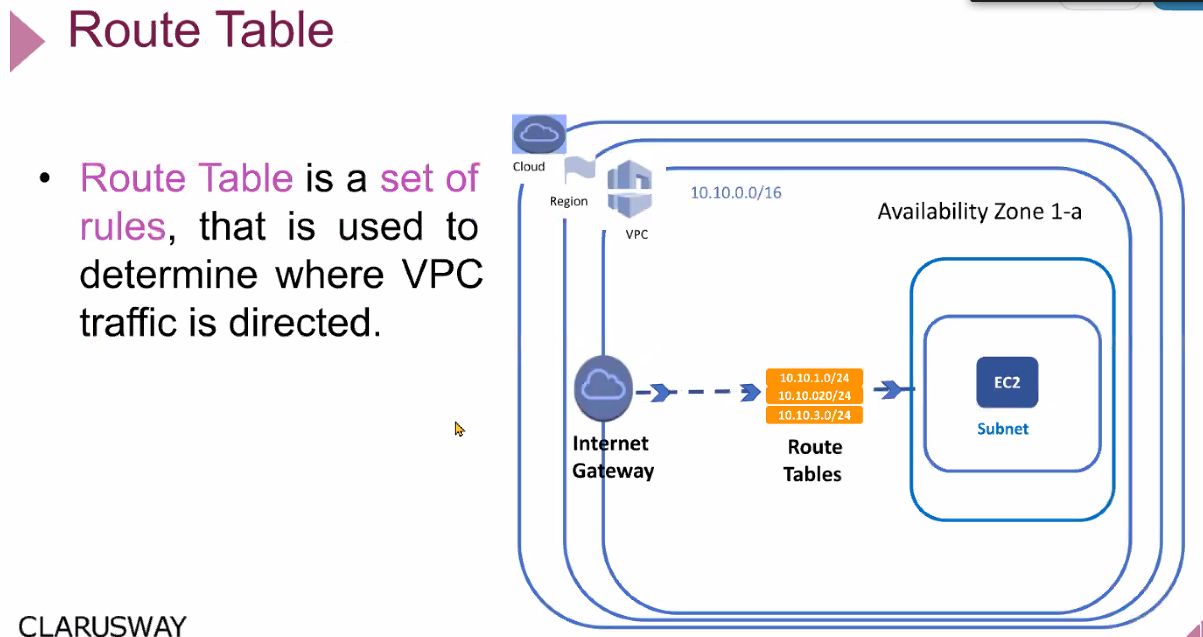 Route Table
• Route Table is a set of
rules, that is used to
determine where VPC
traffic is directed.
Cloud
Region
VPC
10.10.0.0/16
Availability Zone 1-a
Internet
Gateway
10.10.1.0/24
10.10.020/24
10.10.3.0/24
Route
Tables
EC2
Subnet
CLARUSWAY